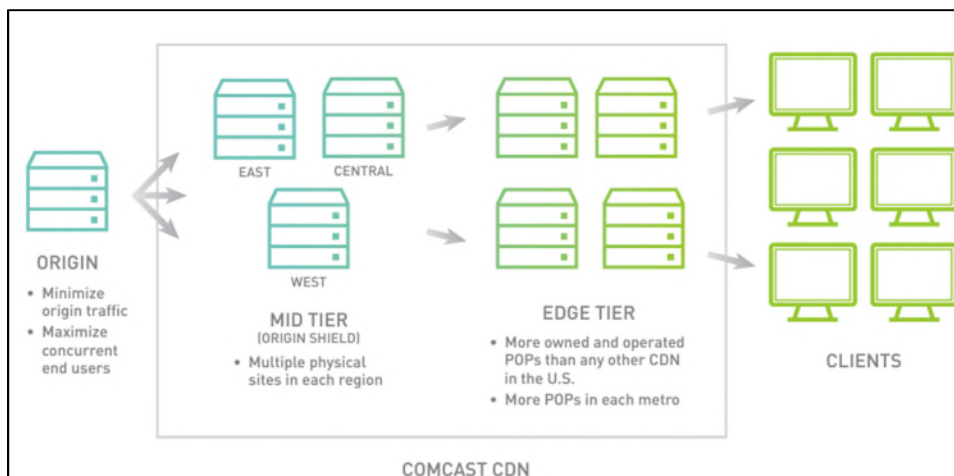 ORIGIN
• Minimize
origin traffic
• Maximize
concurrent
end users
EAST
CENTRAL
WEST
MID TIER
(ORIGIN SHIELD)
• Multiple physical
sites in each region
EDGE TIER
• More owned and operated
POPs than any other CDN
in the U.S.
• More POPs in each metro
CLIENTS
COMCAST CDN